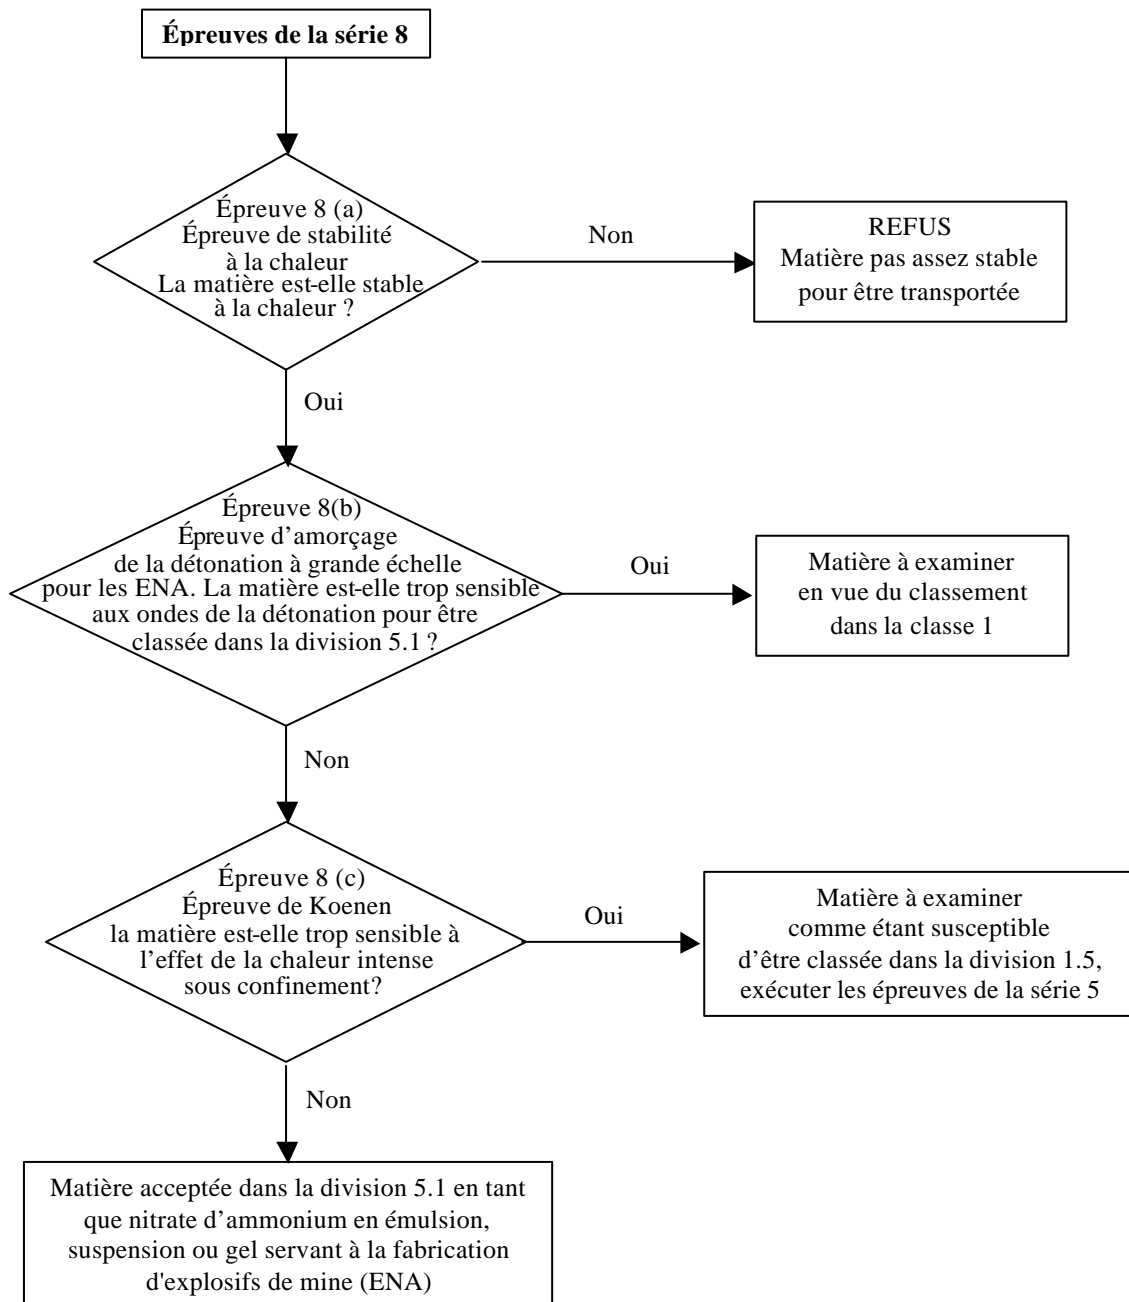 Épreuves de la série 8
Épreuve 8 (a)
Épreuve de stabilité
à la chaleur
La matière est-elle stable
à la chaleur ?
Non
REFUS
Matière pas assez stable
pour être transportée
Oui
Épreuve 8(b)
Épreuve d’amorçage
de la détonation à grande échelle
pour les ENA. La matière est-elle trop sensible
aux ondes de la détonation pour être
classée dans la division 5.1 ?
Oui
Matière à examiner
en vue du classement
dans la classe 1
Non
Épreuve 8 (c)
Épreuve de Koenen
la matière est-elle trop sensible à
l’effet de la chaleur intense
sous confinement?
Oui
Matière à examiner
comme étant susceptible
d’être classée dans la division 1.5,
exécuter les épreuves de la série 5
Non
Matière acceptée dans la division 5.1 en tant
que nitrate d’ammonium en émulsion,
suspension ou gel servant à la fabrication
d'explosifs de mine (ENA)